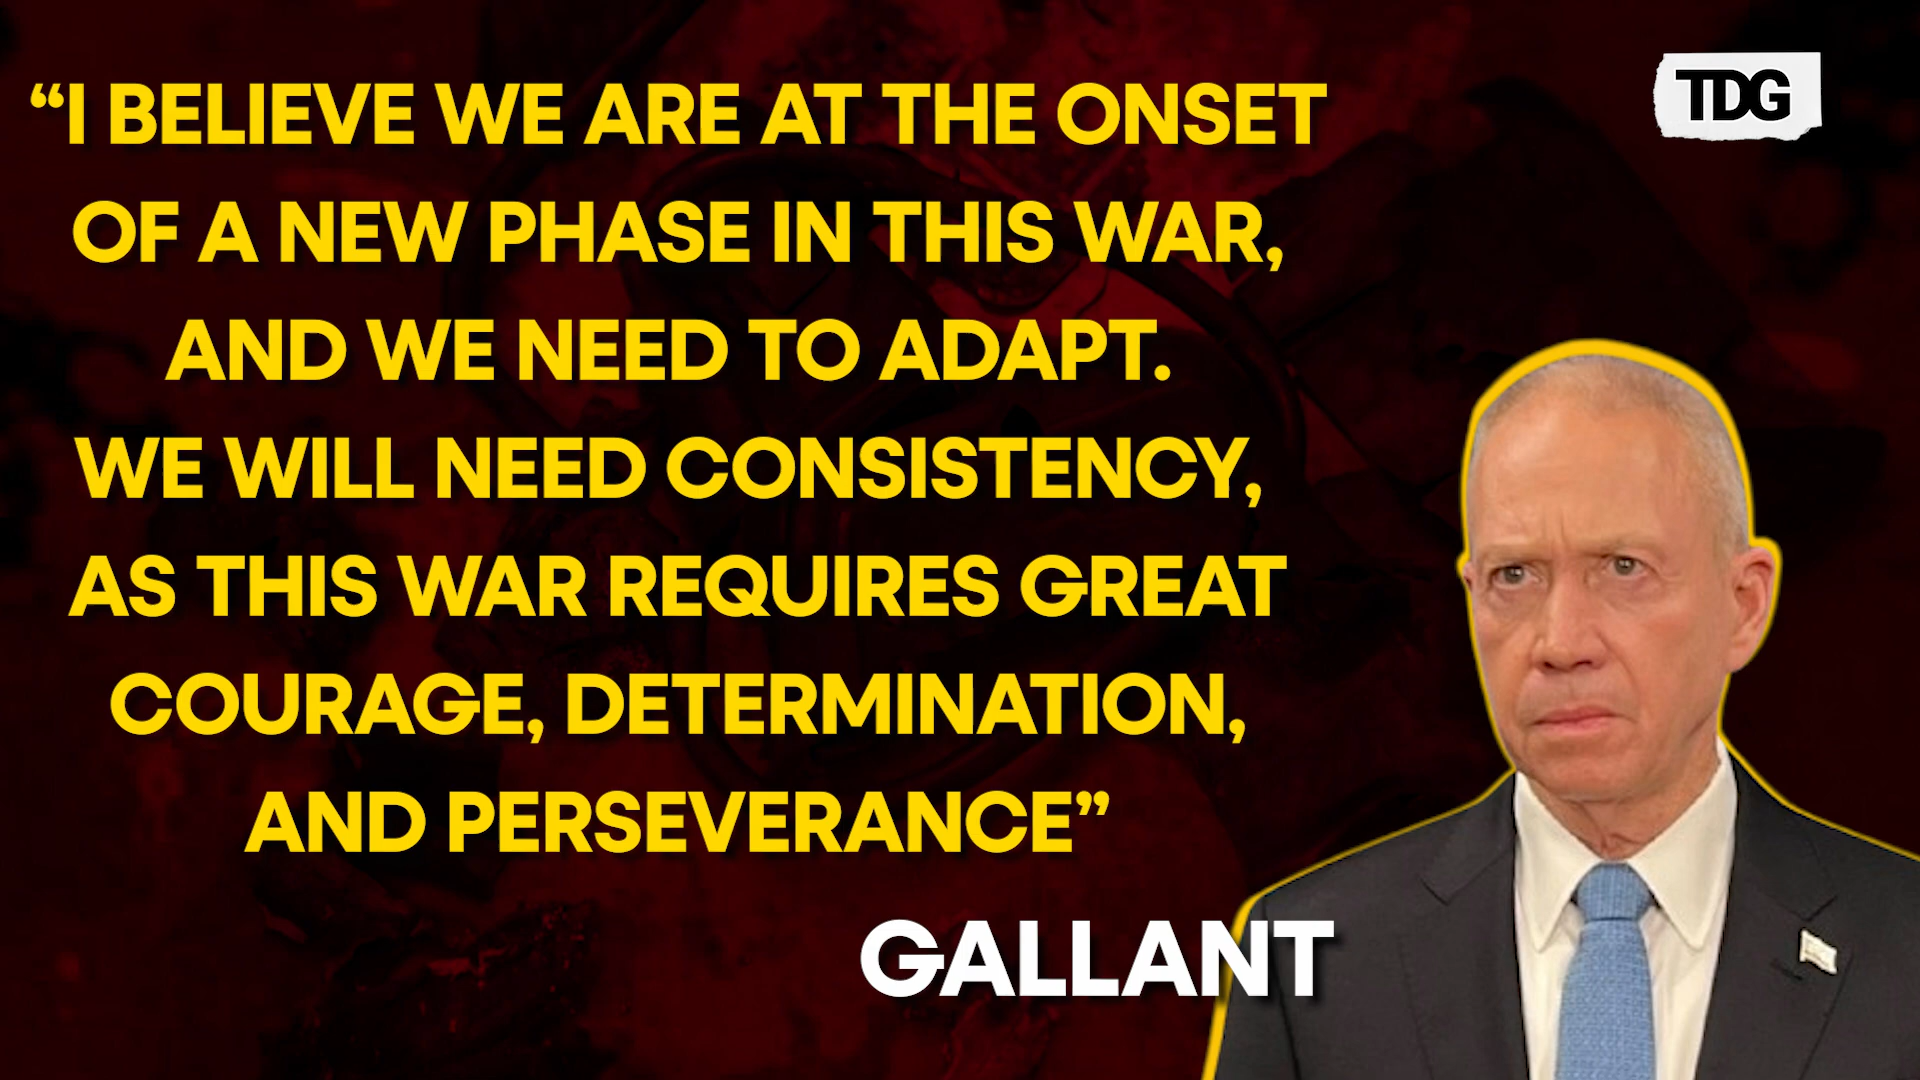 “I BELIEVE WE ARE AT THE ONSET
OF A NEW PHASE IN THIS WAR,
AND WE NEED TO ADAPT.
WE WILL NEED CONSISTENCY,
AS THIS WAR REQUIRES GREAT
COURAGE, DETERMINATION,
AND PERSEVERANCE”
GALLANT
TDG